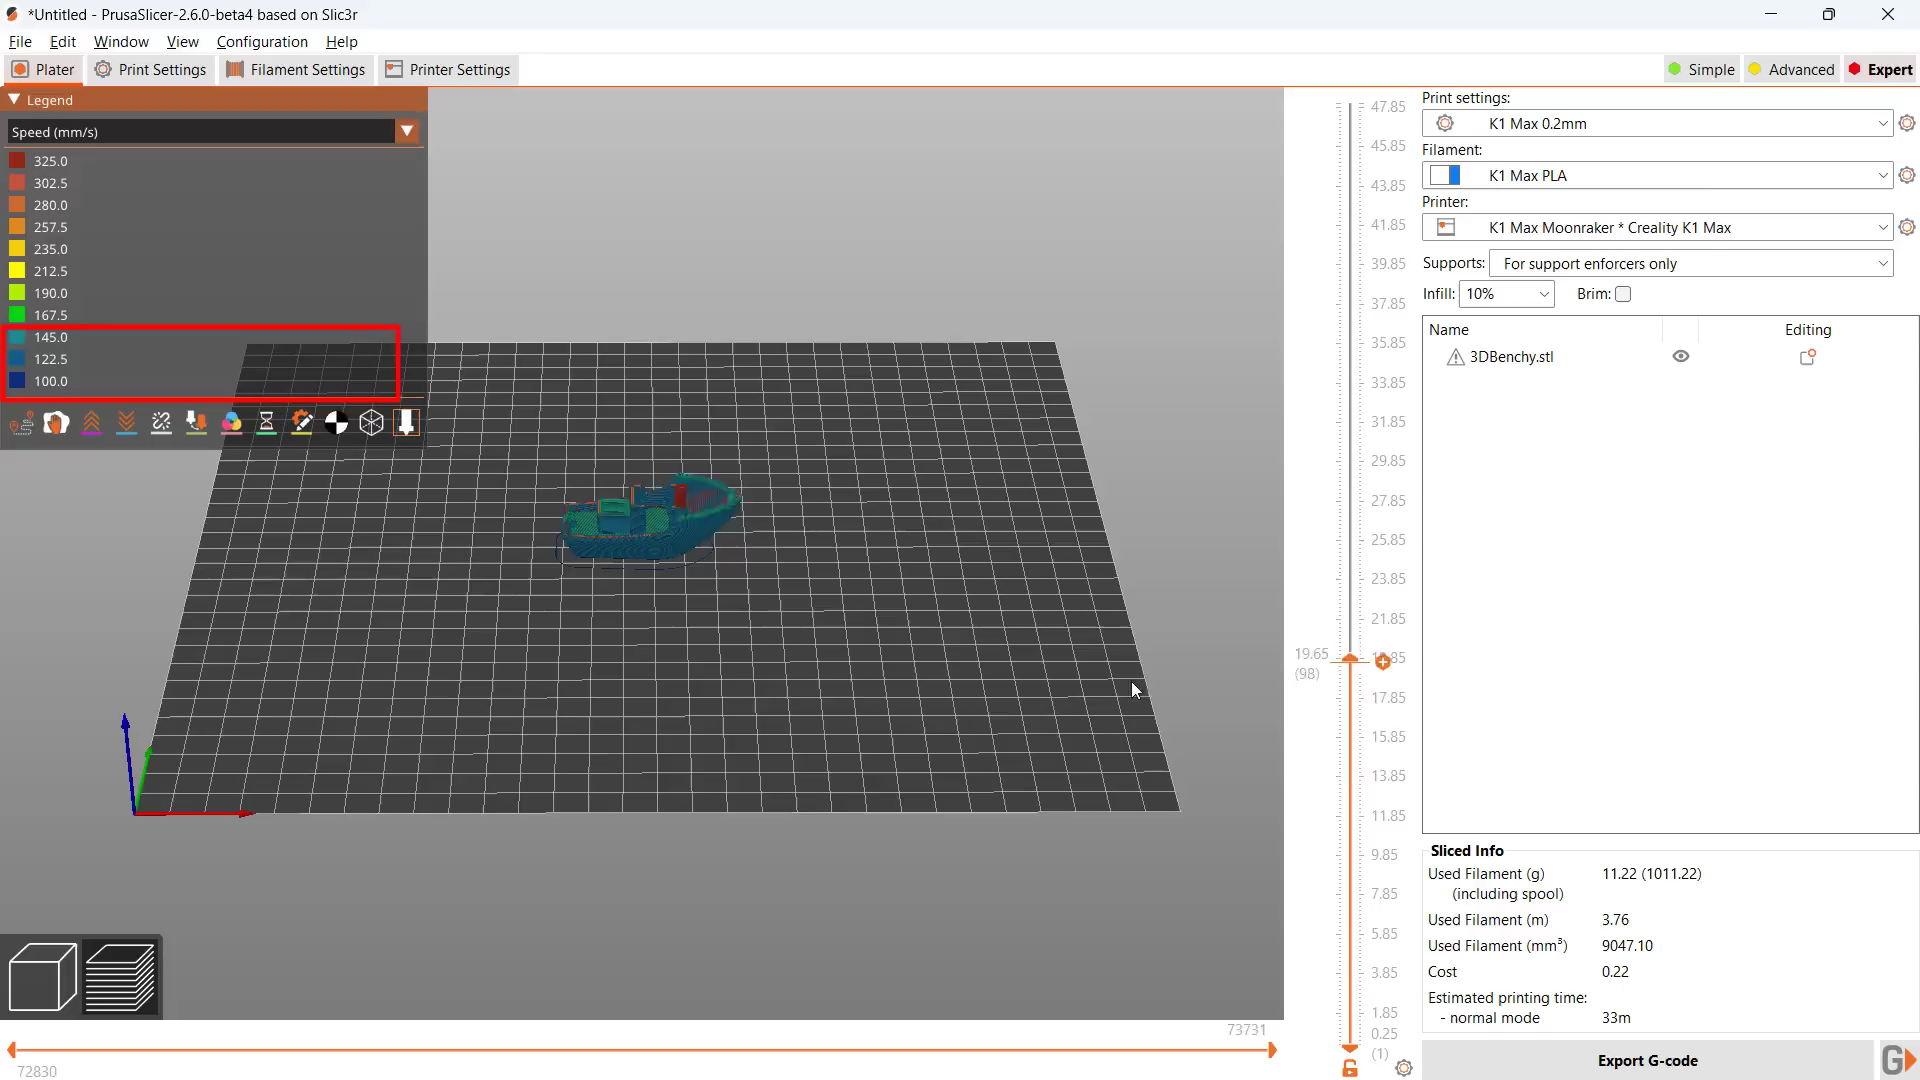 *Untitled - PrusaSlicer-2.6.0-beta4 based on Slic3r
File Edit Window View Configuration Help
Plater Print Settings Filament Settings Printer Settings Simple Advanced Expert
Legend
Speed (mm/s)
325.0
302.5
280.0
257.5
235.0
212.5
190.0
167.5
145.0
122.5
100.0
47.85
45.85
43.85
41.85
39.85
37.85
35.85
33.85
31.85
29.85
27.85
25.85
23.85
21.85
19.65
(98)
17.85
15.85
13.85
11.85
9.85
7.85
5.85
3.85
1.85
0.25
(1)
73731
72830
Print settings:
K1 Max 0.2mm
Filament:
K1 Max PLA
Printer:
K1 Max Moonraker * Creality K1 Max
Supports: For support enforcers only
Infill: 10% Brim:
Name Editing
3DBenchy.stl
Sliced Info
Used Filament (g) 11.22 (1011.22)
(including spool)
Used Filament (m) 3.76
Used Filament (mm³) 9047.10
Cost 0.22
Estimated printing time:
- normal mode 33m
Export G-code
G